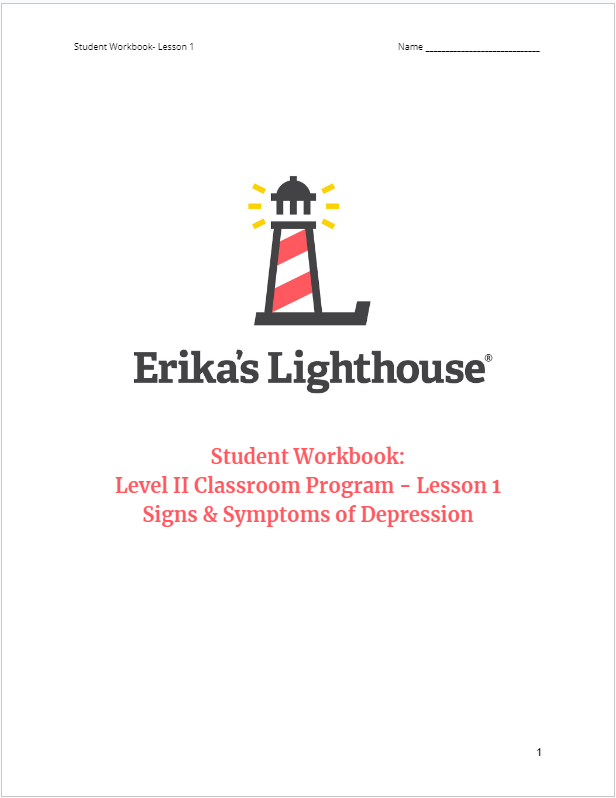 Student Workbook- Lesson 1
Name ____________________________
Erika's Lighthouse®
Student Workbook:
Level II Classroom Program - Lesson 1
Signs & Symptoms of Depression
1